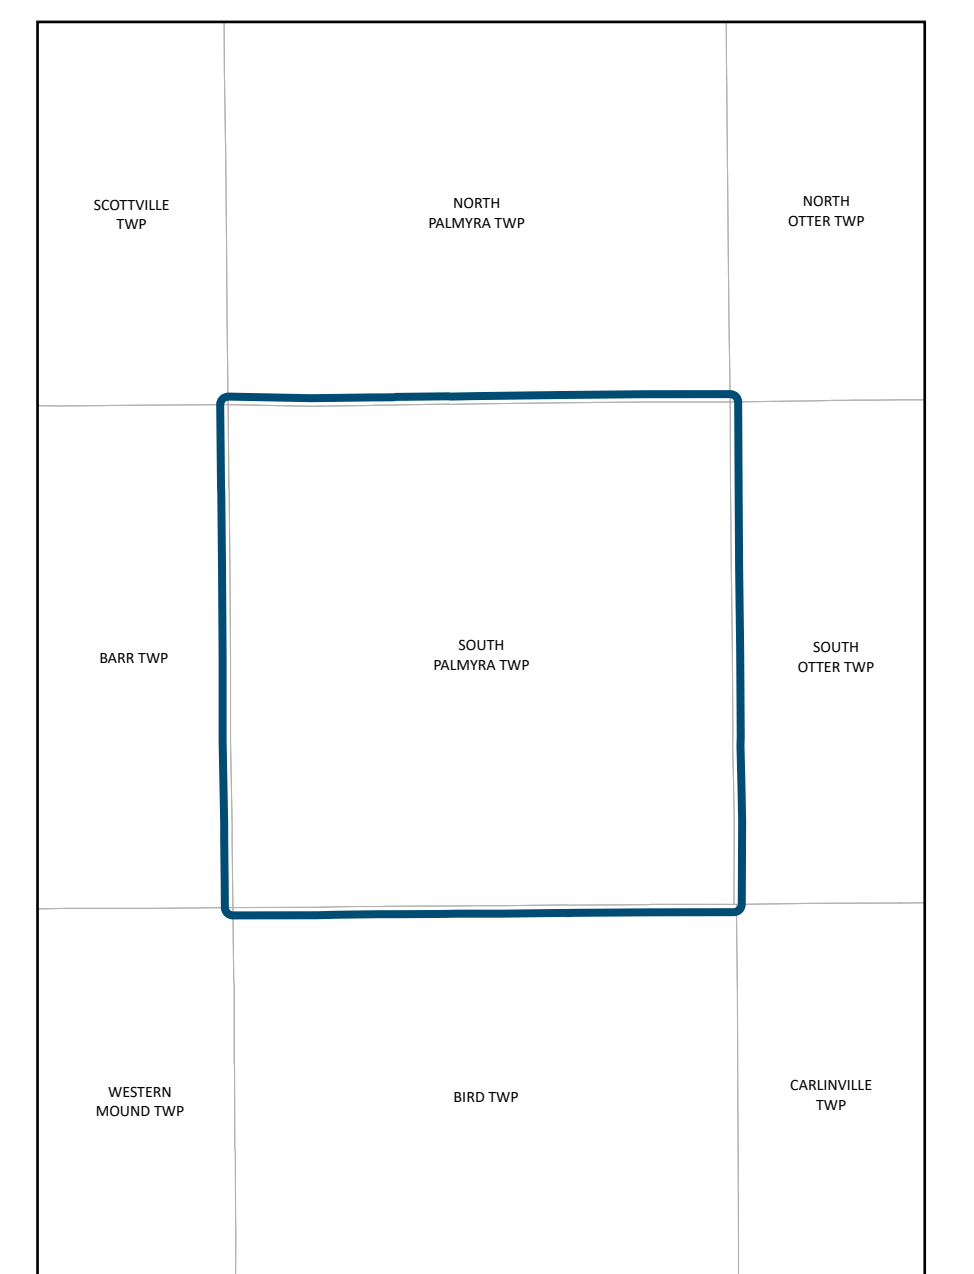 SCOTTVILLE
TWP
NORTH
PALMYRA TWP
NORTH
OTTER TWP
BARR TWP
SOUTH
PALMYRA TWP
SOUTH
OTTER TWP
WESTERN
MOUND TWP
BIRD TWP
CARLINVILLE
TWP